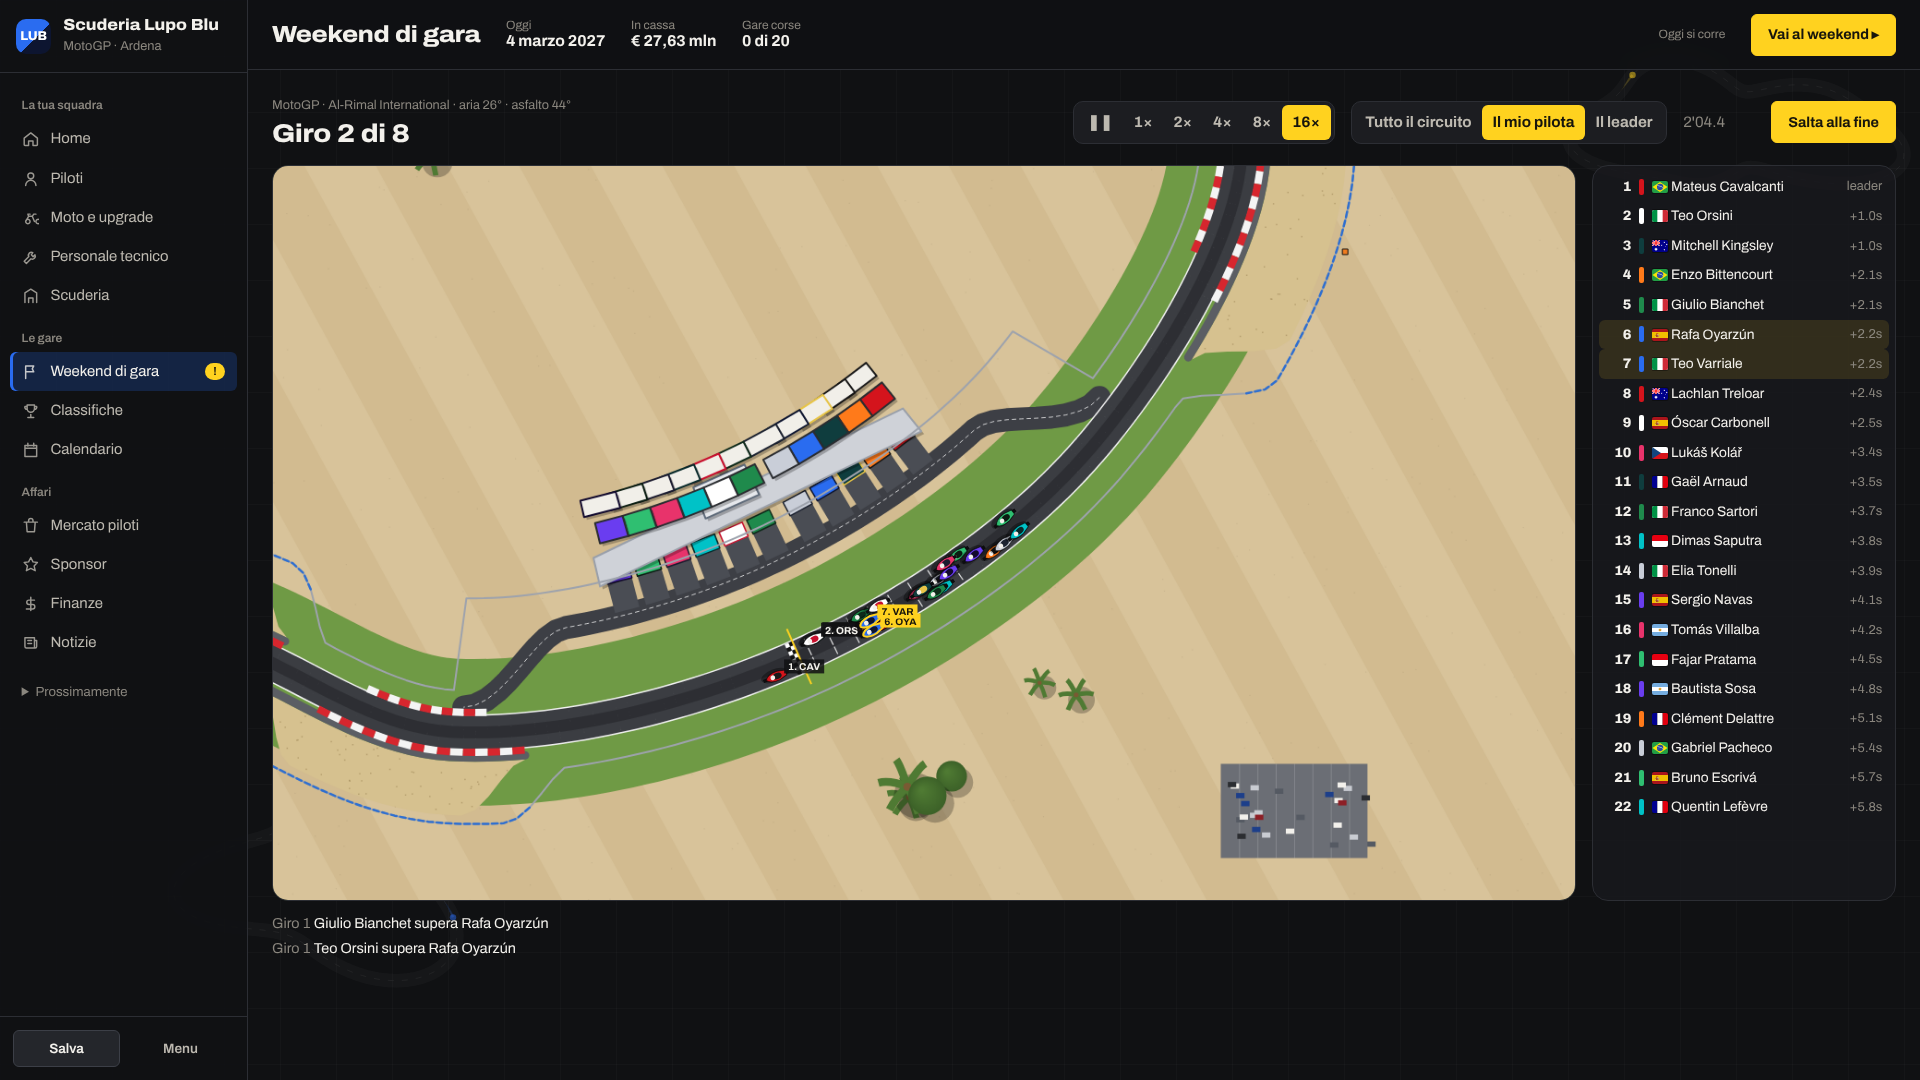 LUB
Scuderia Lupo Blu
MotoGP · Ardena
Weekend di gara
Oggi
4 marzo 2027
In cassa
€ 27,63 mln
Gare corse
0 di 20
Oggi si corre
Vai al weekend ▸
La tua squadra
Home
Piloti
Moto e upgrade
Personale tecnico
Scuderia
Le gare
Weekend di gara
!
Classifiche
Calendario
Affari
Mercato piloti
Sponsor
Finanze
Notizie
Prossimamente
Salva
Menu
MotoGP · Al-Rimal International · aria 26° · asfalto 44°
Giro 2 di 8
1× 2× 4× 8× 16×
Tutto il circuito Il mio pilota Il leader
2'04.4
Salta alla fine
7. VAR
6. OYA
2. ORS
1. CAV
1 Mateus Cavalcanti leader
2 Teo Orsini +1.0s
3 Mitchell Kingsley +1.0s
4 Enzo Bittencourt +2.1s
5 Giulio Bianchet +2.1s
6 Rafa Oyarzún +2.2s
7 Teo Varriale +2.2s
8 Lachlan Treloar +2.4s
9 Óscar Carbonell +2.5s
10 Lukáš Kolář +3.4s
11 Gaël Arnaud +3.5s
12 Franco Sartori +3.7s
13 Dimas Saputra +3.8s
14 Elia Tonelli +3.9s
15 Sergio Navas +4.1s
16 Tomás Villalba +4.2s
17 Fajar Pratama +4.5s
18 Bautista Sosa +4.8s
19 Clément Delattre +5.1s
20 Gabriel Pacheco +5.4s
21 Bruno Escrivá +5.7s
22 Quentin Lefèvre +5.8s
Giro 1 Giulio Bianchet supera Rafa Oyarzún
Giro 1 Teo Orsini supera Rafa Oyarzún